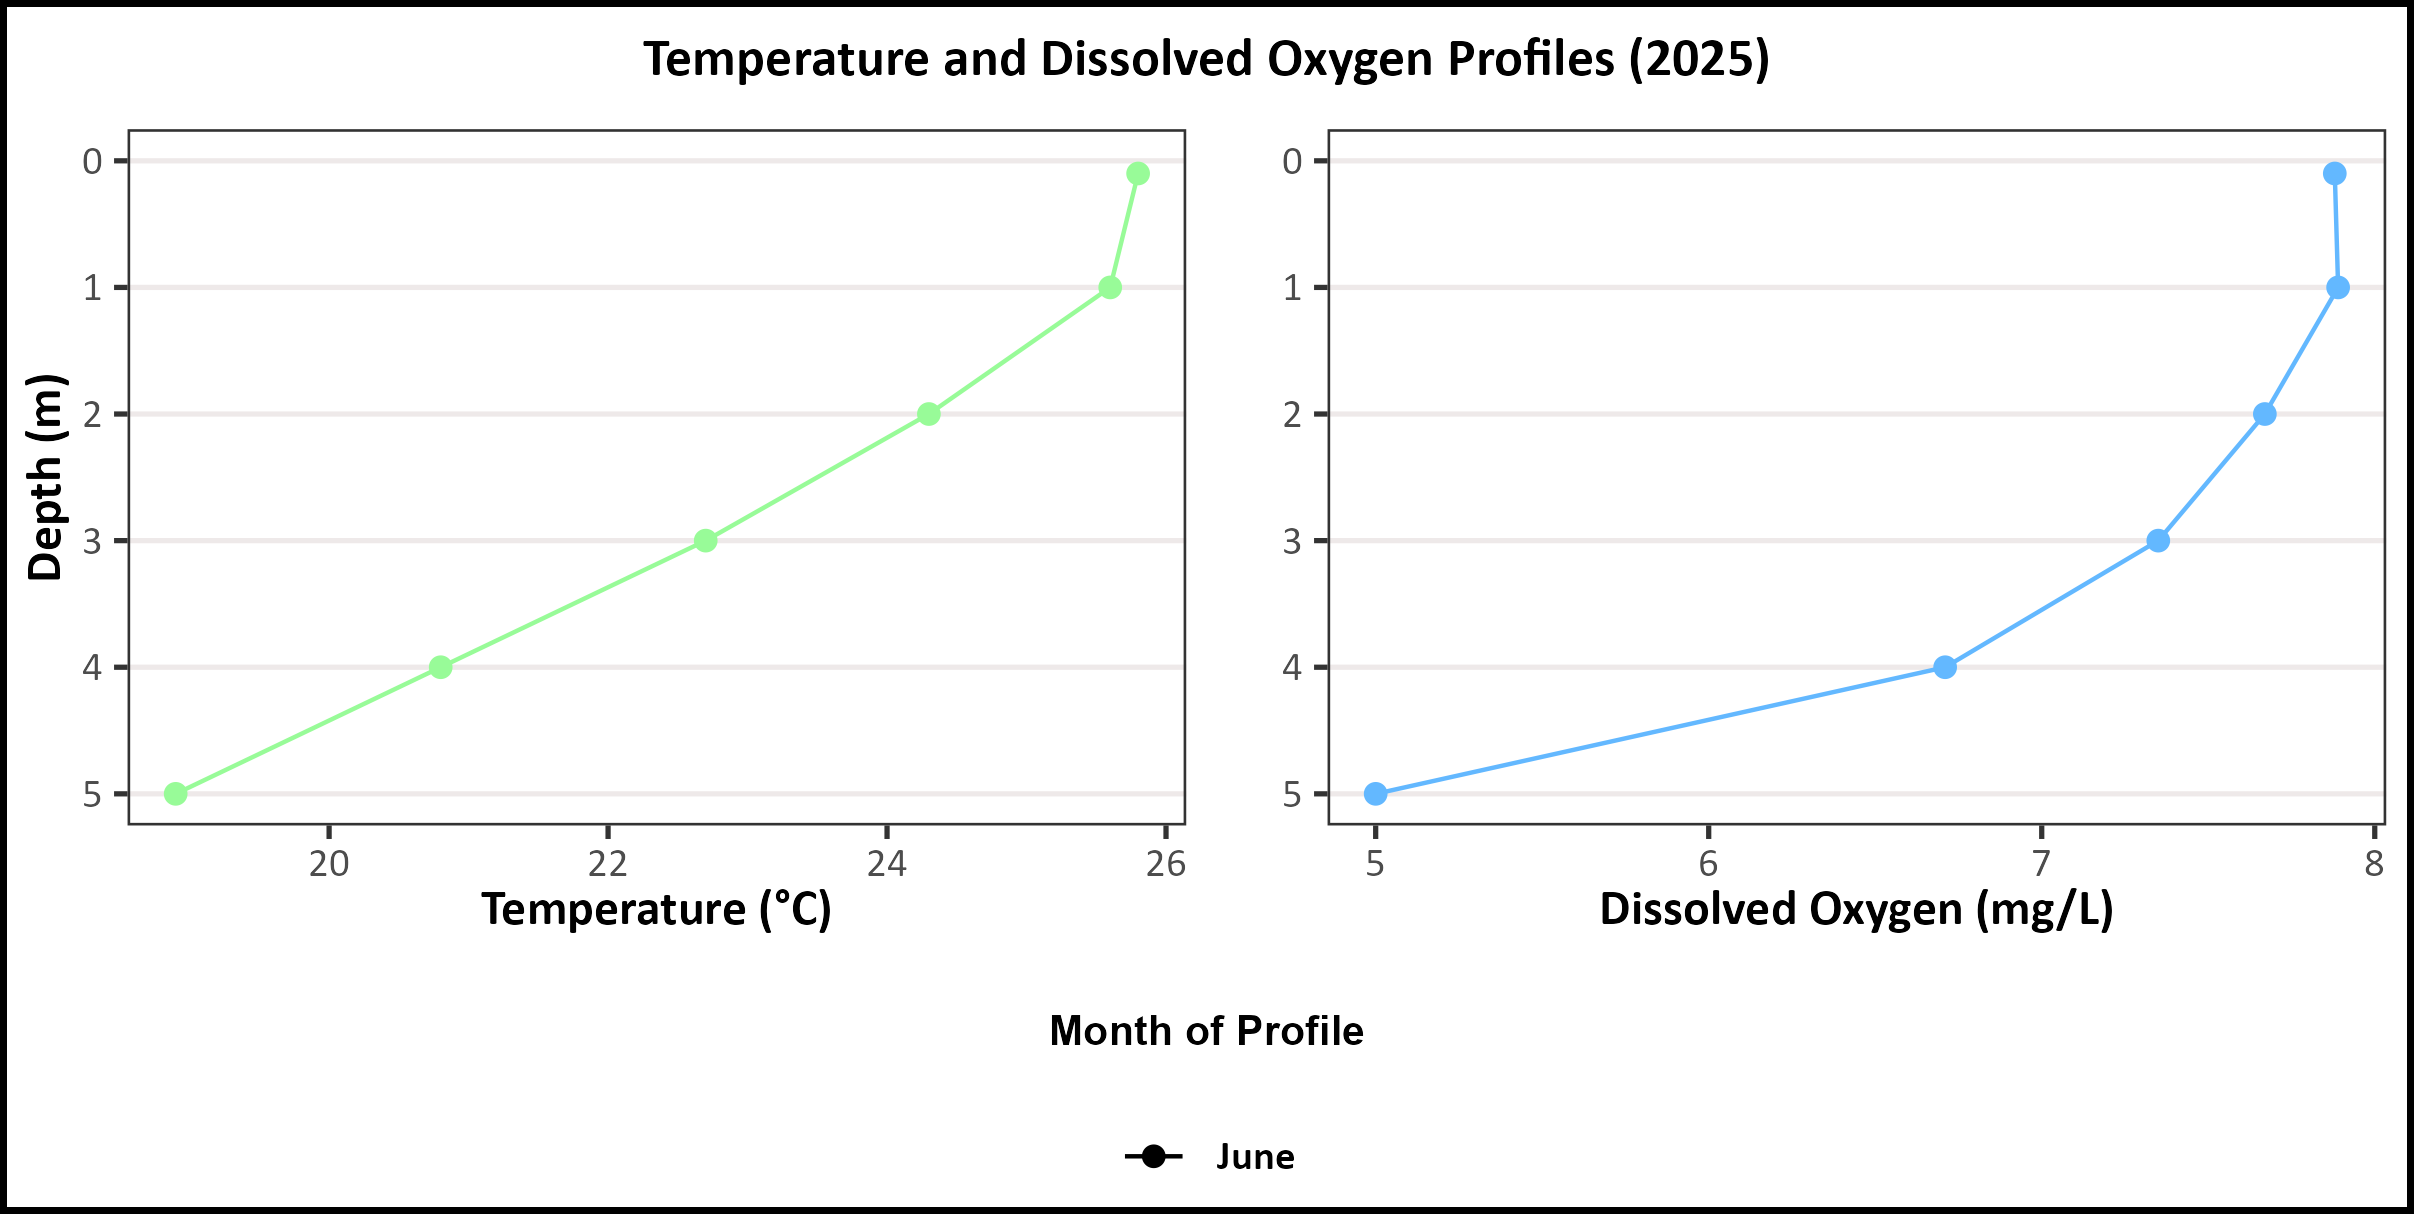 Temperature and Dissolved Oxygen Profiles (2025)
Depth (m)
0
1
2
3
4
5
20 22 24 26
Temperature (°C)
0
1
2
3
4
5
5 6 7 8
Dissolved Oxygen (mg/L)
Month of Profile
June